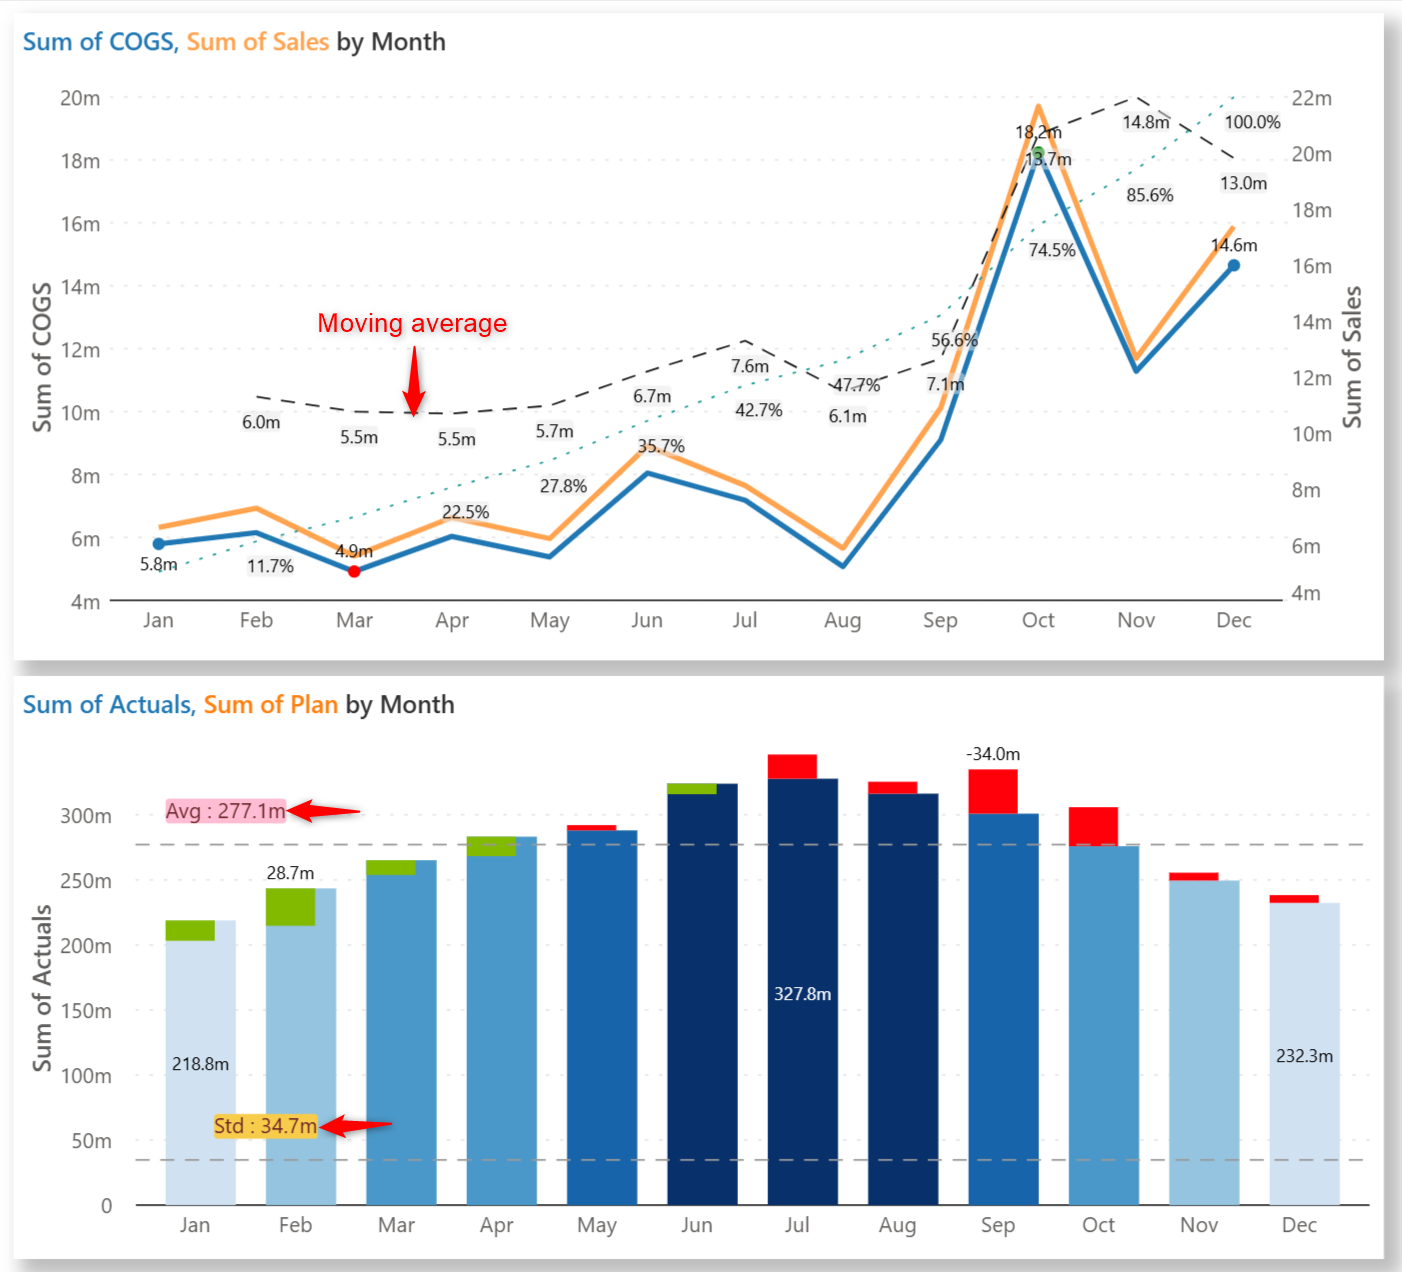 Sum of COGS, Sum of Sales by Month
20m
18m
16m
14m
12m
10m
8m
6m
4m
Sum of COGS
22m
20m
18m
16m
14m
12m
10m
8m
6m
4m
Sum of Sales
Moving average
5.8m
4.9m
18.2m
14.6m
6.0m
5.5m
5.5m
5.7m
6.7m
7.6m
6.1m
7.1m
13.7m
14.8m
13.0m
11.7%
22.5%
27.8%
35.7%
42.7%
47.7%
56.6%
74.5%
85.6%
100.0%
Jan Feb Mar Apr May Jun Jul Aug Sep Oct Nov Dec
Sum of Actuals, Sum of Plan by Month
300m
250m
200m
150m
100m
50m
0
Sum of Actuals
Avg : 277.1m
Std : 34.7m
28.7m
-34.0m
218.8m
327.8m
232.3m
Jan Feb Mar Apr May Jun Jul Aug Sep Oct Nov Dec